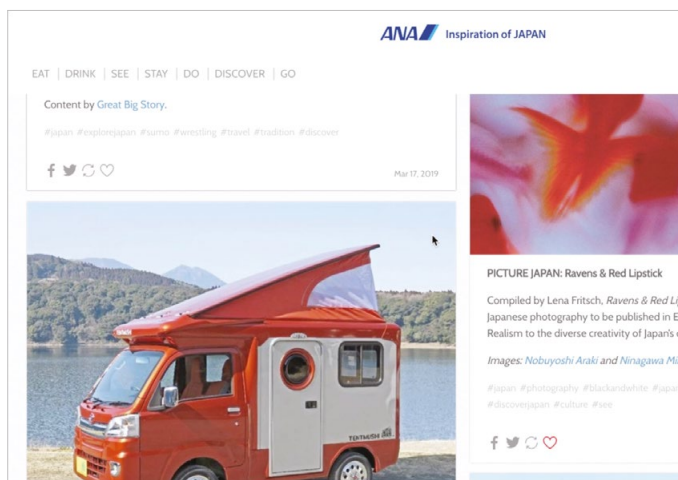 ANA Inspiration of JAPAN
EAT | DRINK | SEE | STAY | DO | DISCOVER | GO
Content by Great Big Story.
#japan #explorejapan #sumo #wrestling #travel #tradition #discover
Mar 17, 2019
TENTMUSHI
PICTURE JAPAN: Ravens & Red Lipstick
Compiled by Lena Fritsch, Ravens & Red Li
Japanese photography to be published in E
Realism to the diverse creativity of Japan's
Images: Nobuyoshi Araki and Ninagawa Mi
#japan #photography #blackandwhite #japa
#discoverjapan #culture #see